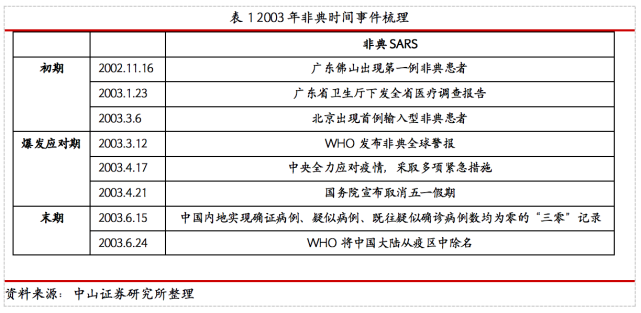 表 1 2003 年非典时间事件梳理
非典 SARS
初期 2002.11.16 广东佛山出现第一例非典患者
2003.1.23 广东省卫生厅下发全省医疗调查报告
2003.3.6 北京出现首例输入型非典患者
爆发应对期 2003.3.12 WHO 发布非典全球警报
2003.4.17 中央全力应对疫情，采取多项紧急措施
2003.4.21 国务院宣布取消五一假期
末期 2003.6.15 中国内地实现确证病例、疑似病例、既往疑似确诊病例数均为零的“三零”记录
2003.6.24 WHO 将中国大陆从疫区中除名
资料来源：中山证券研究所整理